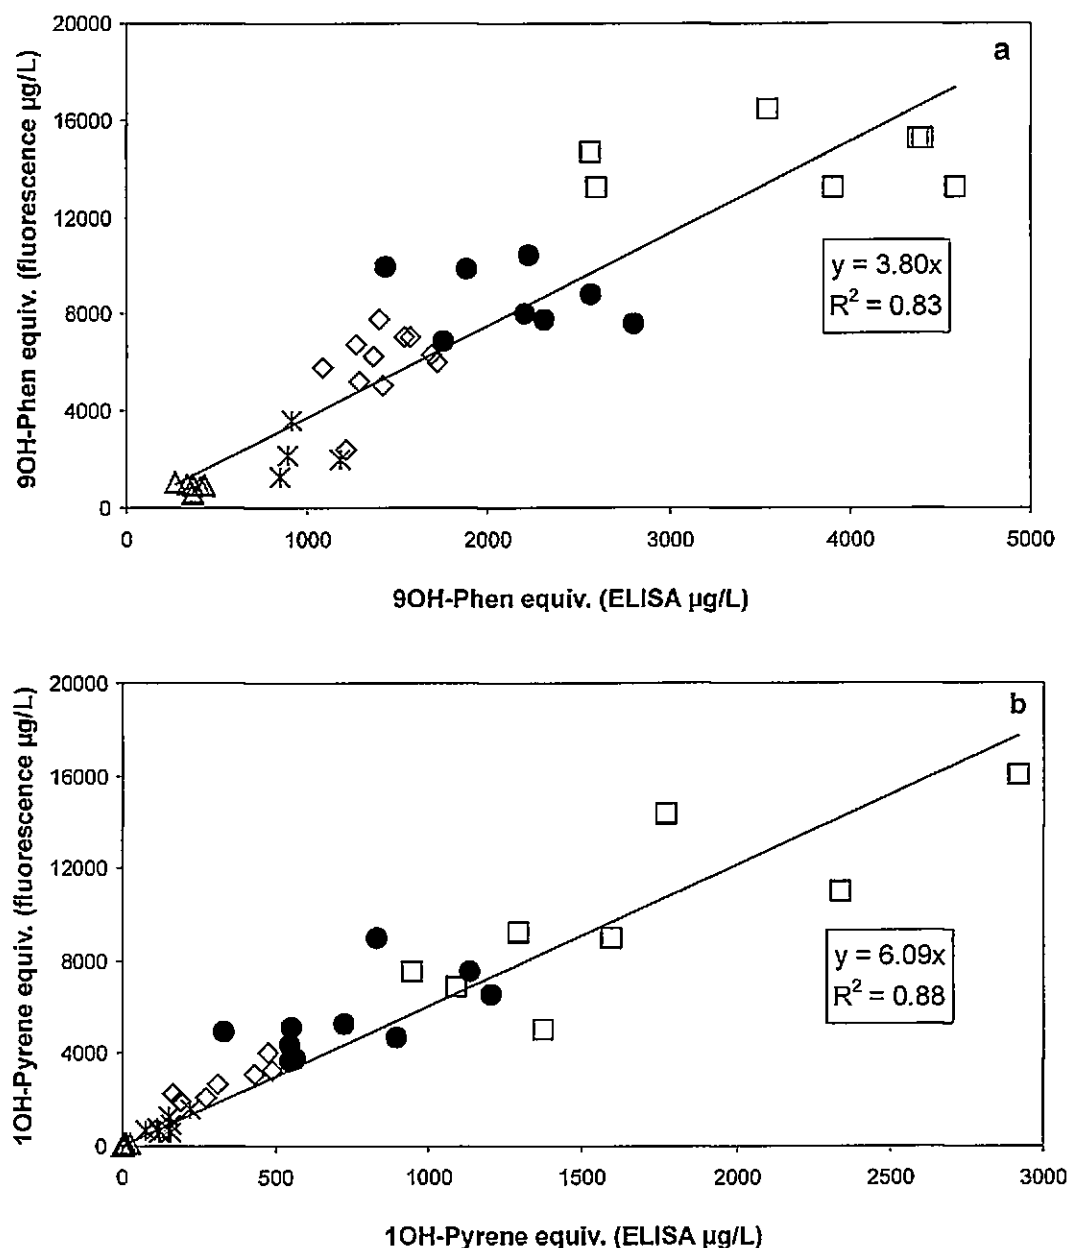 a
20000
16000
12000
8000
4000
0
9OH-Phen equiv. (fluorescence µg/L)
y = 3.80x
R² = 0.83
0 1000 2000 3000 4000 5000
9OH-Phen equiv. (ELISA µg/L)
b
20000
16000
12000
8000
4000
0
1OH-Pyrene equiv. (fluorescence µg/L)
y = 6.09x
R² = 0.88
0 500 1000 1500 2000 2500 3000
1OH-Pyrene equiv. (ELISA µg/L)